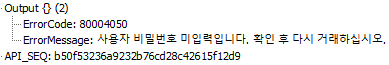 Output {} (2)
ErrorCode: 80004050
ErrorMessage: 사용자 비밀번호 미입력입니다. 확인 후 다시 거래하십시오.
API_SEQ: b50f53236a9232b76cd28c42615f12d9